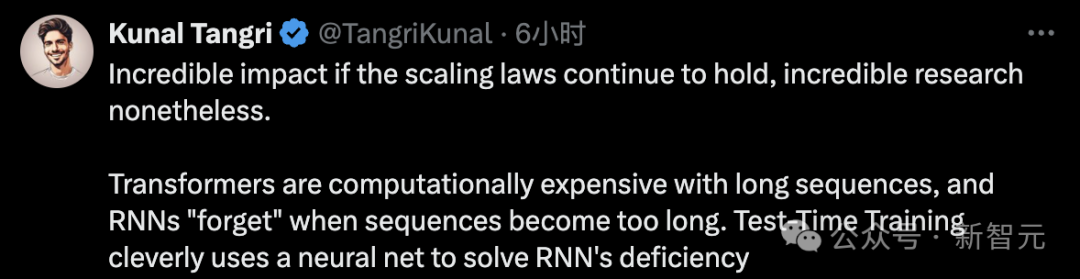 Kunal Tangri @TangriKunal · 6小时
Incredible impact if the scaling laws continue to hold, incredible research
nonetheless.
Transformers are computationally expensive with long sequences, and
RNNs "forget" when sequences become too long. Test-Time Training
cleverly uses a neural net to solve RNN's deficiency
公众号 · 新智元